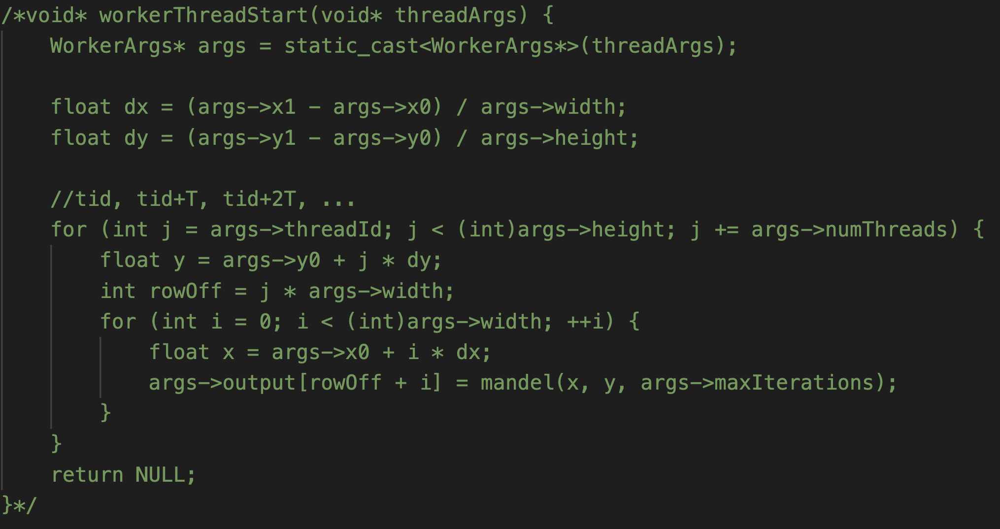 /*void* workerThreadStart(void* threadArgs) {
    WorkerArgs* args = static_cast<WorkerArgs*>(threadArgs);

    float dx = (args->x1 - args->x0) / args->width;
    float dy = (args->y1 - args->y0) / args->height;

    //tid, tid+T, tid+2T, ...
    for (int j = args->threadId; j < (int)args->height; j += args->numThreads) {
        float y = args->y0 + j * dy;
        int rowOff = j * args->width;
        for (int i = 0; i < (int)args->width; ++i) {
            float x = args->x0 + i * dx;
            args->output[rowOff + i] = mandel(x, y, args->maxIterations);
        }
    }
    return NULL;
}*/